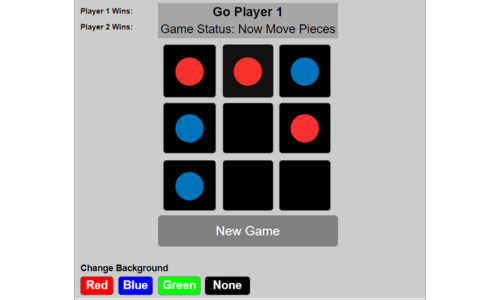 Player 1 Wins:
Go Player 1
Player 2 Wins:
Game Status: Now Move Pieces
New Game
Change Background
Red Blue Green None